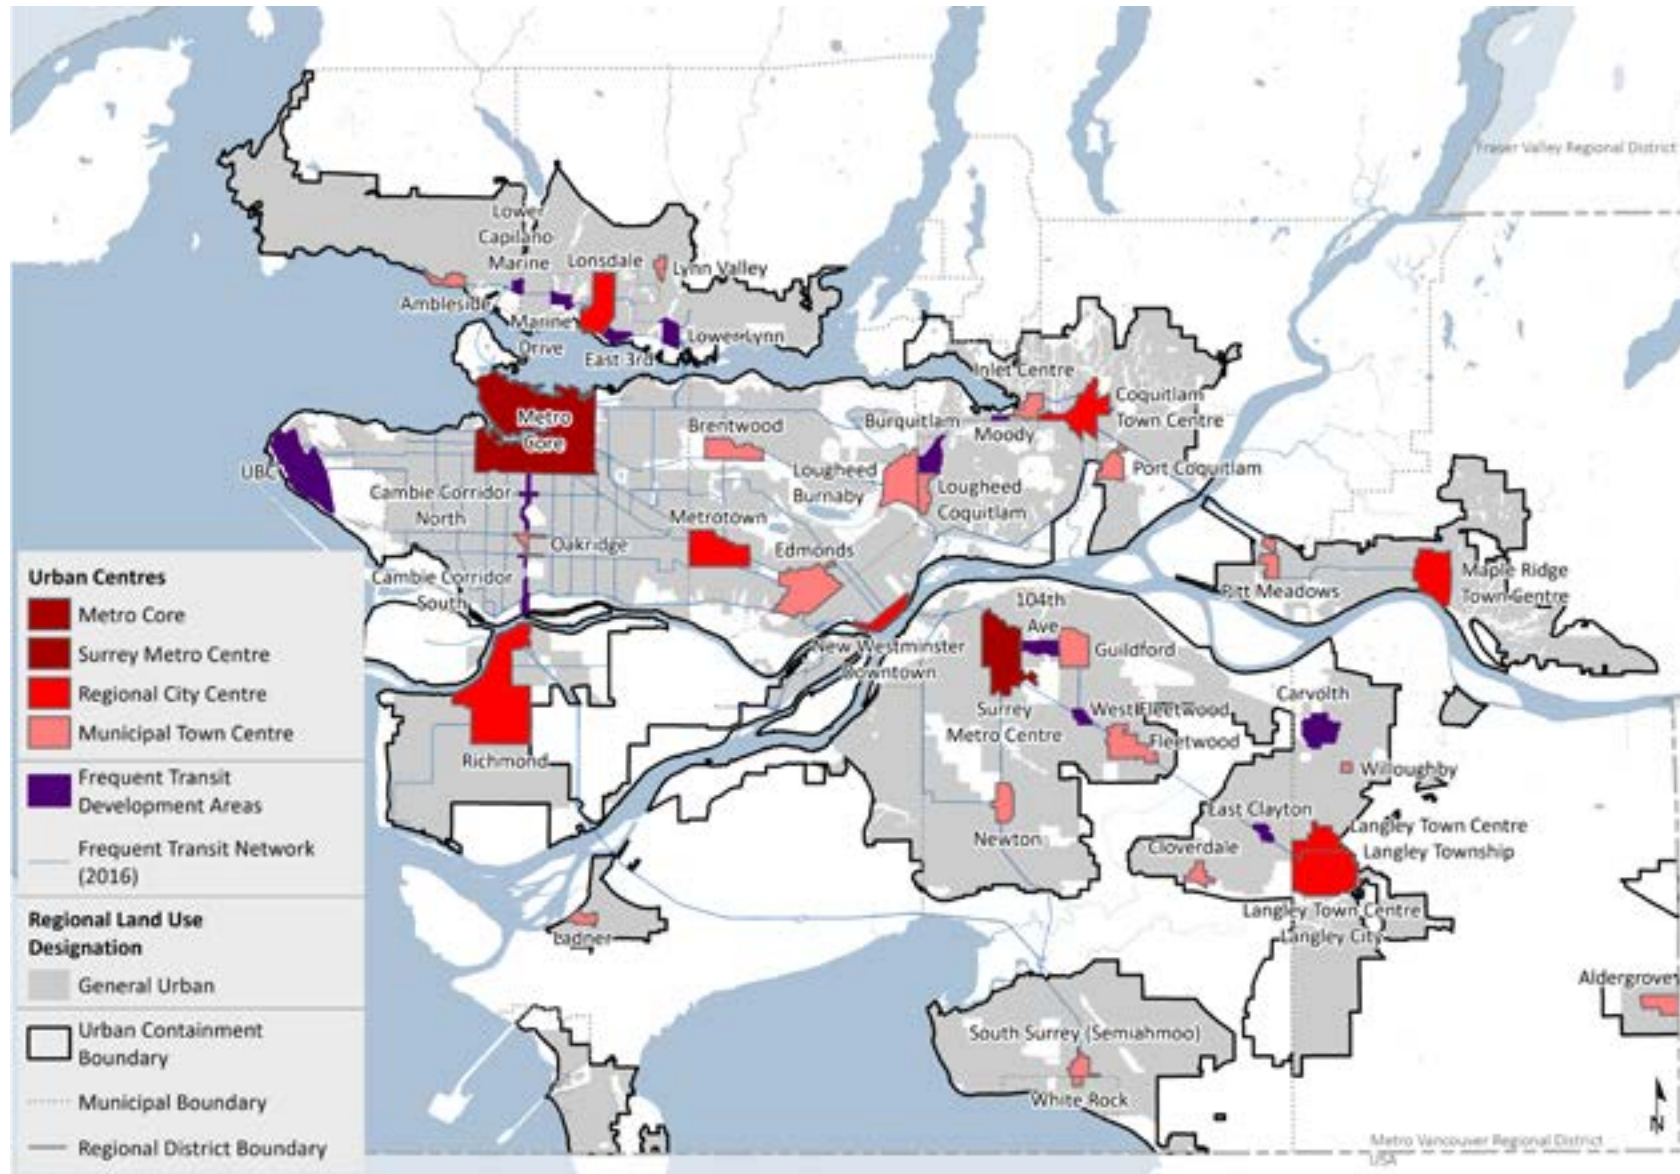 Fraser Valley Regional District
Lower
Capilano
Marine
Lonsdale
Lynn Valley
Ambleside
Marine
Drive
Lower Lynn
East 3rd
Inlet Centre
Metro
Core
Brentwood
Burquitlam
Moody
Coquitlam
Town Centre
UBC
Lougheed
Burnaby
Port Coquitlam
Lougheed
Coquitlam
Cambie Corridor
North
Metrotown
Oakridge
Edmonds
Cambie Corridor
South
Pitt Meadows
Maple Ridge
Town Centre
104th
Ave
New Westminster
Downtown
Guildford
Surrey
Metro Centre
West Fleetwood
Fleetwood
Carvolth
Richmond
Willoughby
Newton
East Clayton
Cloverdale
Langley Town Centre
Langley Township
Langley Town Centre
Langley City
Ladner
Aldergrove
South Surrey (Semiahmoo)
White Rock
Metro Vancouver Regional District
USA
N
Urban Centres
Metro Core
Surrey Metro Centre
Regional City Centre
Municipal Town Centre
Frequent Transit
Development Areas
Frequent Transit Network
(2016)
Regional Land Use
Designation
General Urban
Urban Containment
Boundary
Municipal Boundary
Regional District Boundary